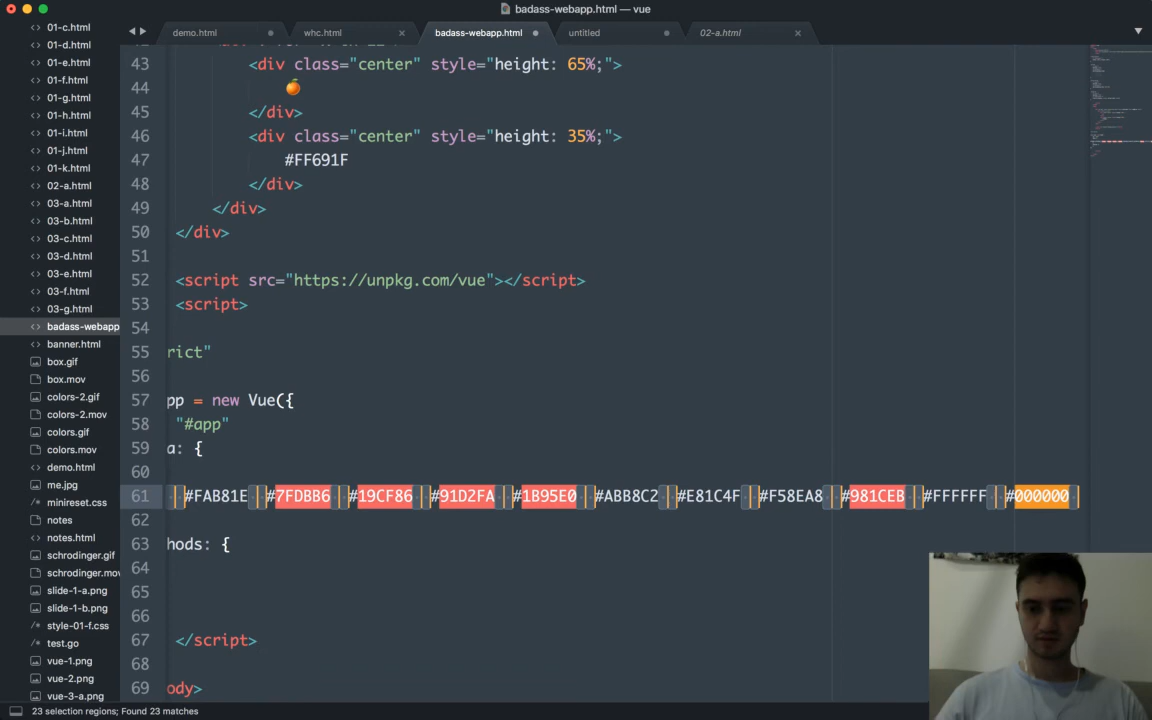 badass-webapp.html — vue
demo.html
whc.html
badass-webapp.html
untitled
02-a.html
01-c.html
01-d.html
01-e.html
01-f.html
01-g.html
01-h.html
01-i.html
01-j.html
01-k.html
02-a.html
03-a.html
03-b.html
03-c.html
03-d.html
03-e.html
03-f.html
03-g.html
badass-webapp
banner.html
box.gif
box.mov
colors-2.gif
colors-2.mov
colors.gif
colors.mov
demo.html
me.jpg
minireset.css
notes
notes.html
schrodinger.gif
schrodinger.mov
slide-1-a.png
slide-1-b.png
style-01-f.css
test.go
vue-1.png
vue-2.png
vue-3-a.png
43 <div class="center" style="height: 65%;">
44
45 </div>
46 <div class="center" style="height: 35%;">
47 #FF691F
48 </div>
49 </div>
50 </div>
51
52 <script src="https://unpkg.com/vue"></script>
53 <script>
54
55 rict"
56
57 pp = new Vue({
58 "#app"
59 a: {
60
61 #FAB81E #7FDBB6 #19CF86 #91D2FA #1B95E0 #ABB8C2 #E81C4F #F58EA8 #981CEB #FFFFFF #000000
62
63 hods: {
64
65
66
67 </script>
68
69 ody>
23 selection regions; Found 23 matches